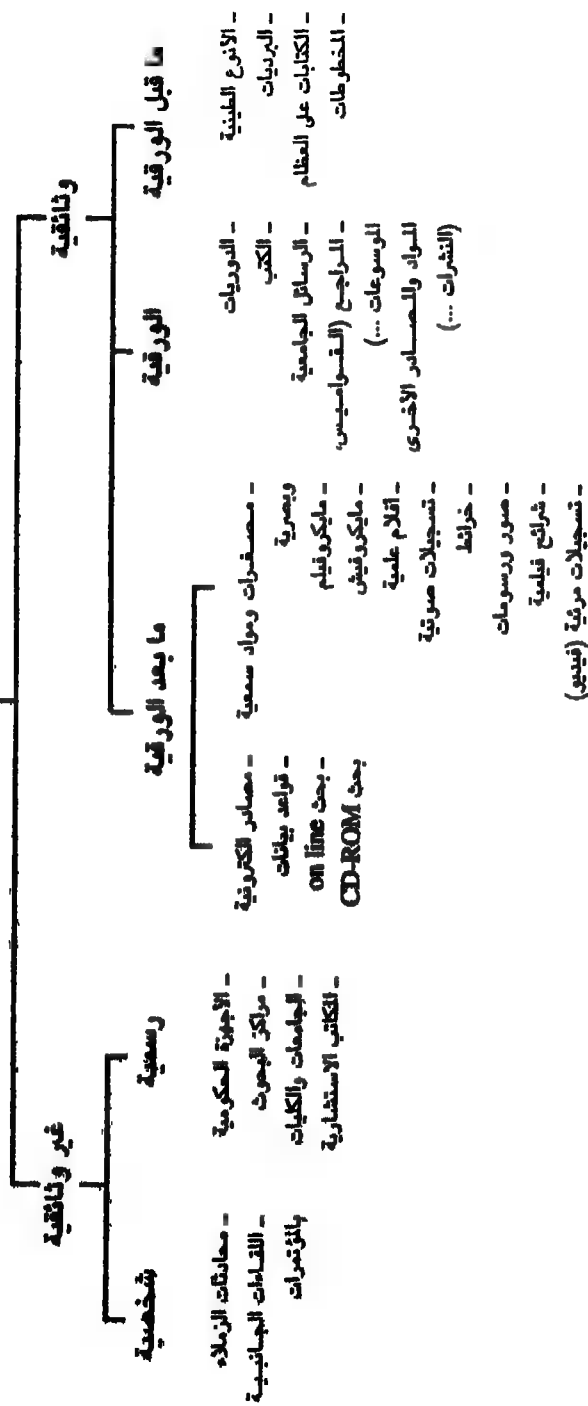 وثائقية
غير وثائقية
ما قبل الورقية
- الألواح الطينية
- البرديات
- الكتابات على العظام
- المخطوطات
الورقية
- الدوريات
- الكتب
- الرسائل الجامعية
- المراجع (القواميس،
الموسوعات ...)
المواد والمصادر الأخرى
(النشرات ...)
ما بعد الورقية
- مصغرات ومواد سمعية
وبصرية
- مايكروفيلم
- مايكروفيش
- أفلام علمية
- تسجيلات صوتية
- خرائط
- صور ورسومات
- شرائح فيلمية
- تسجيلات مرئية (فيديو)
- مصادر الكترونية
- قواعد بيانات
- بحث on line
بحث CD-ROM
رسمية
- الأجهزة الحكومية
- مراكز البحوث
- الجامعات والكليات
- المكاتب الاستشارية
شخصية
- محادثات الزملاء
- اللقاءات الجانبية
بالمؤتمرات